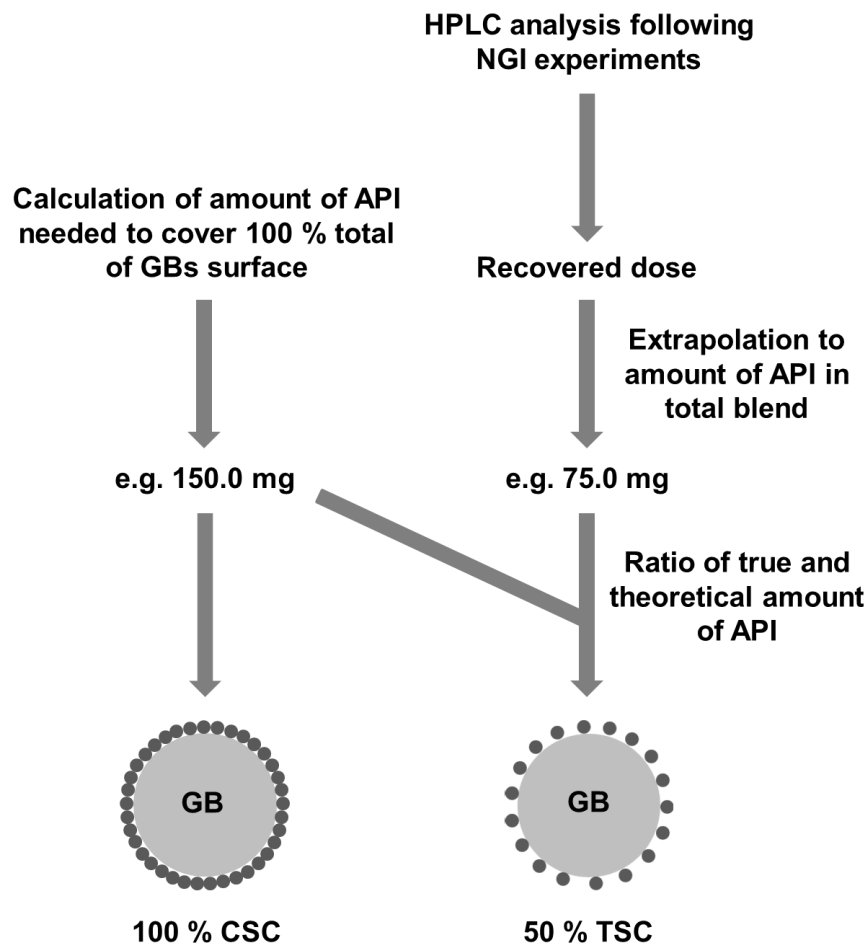 HPLC analysis following
NGI experiments
Calculation of amount of API
needed to cover 100 % total
of GBs surface
Recovered dose
Extrapolation to
amount of API in
total blend
e.g. 150.0 mg
e.g. 75.0 mg
Ratio of true and
theoretical amount
of API
GB
GB
100 % CSC
50 % TSC